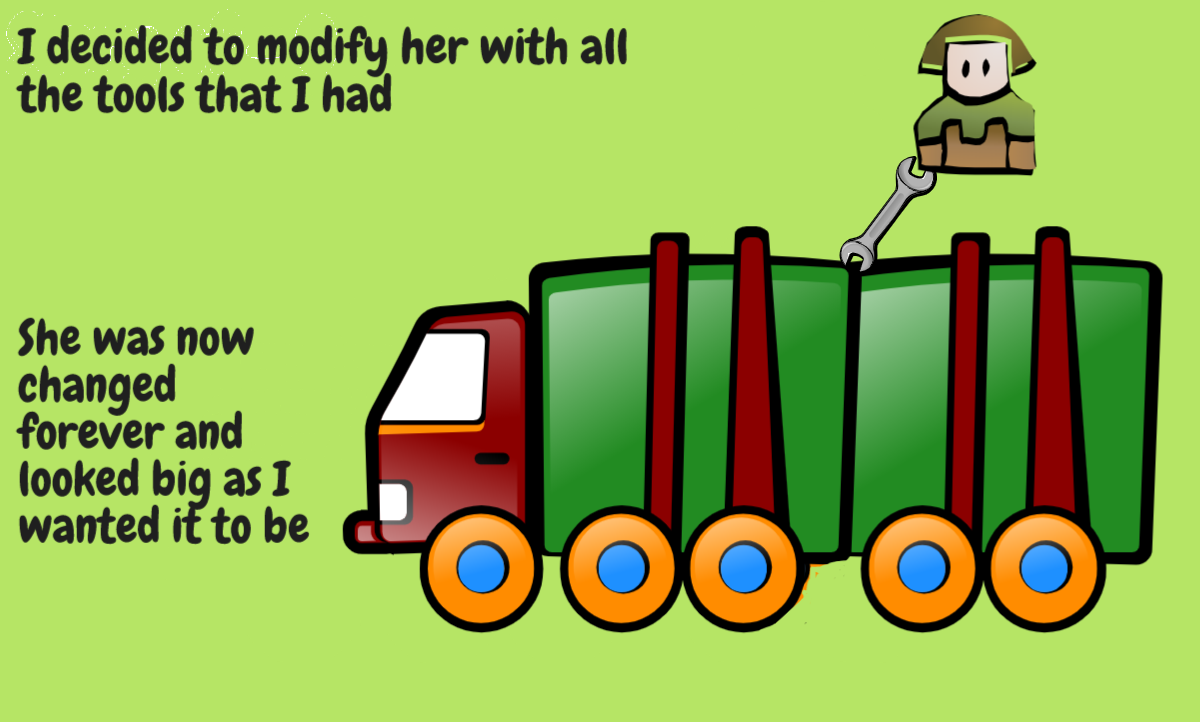 I decided to modify her with all
the tools that I had
She was now
changed
forever and
looked big as I
wanted it to be